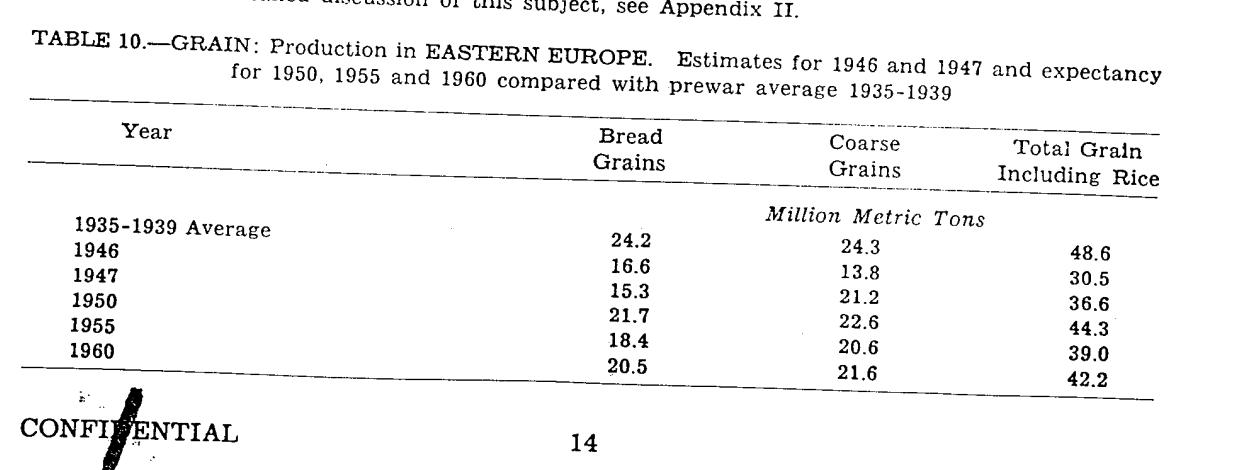 discussion of this subject, see Appendix II.
TABLE 10.—GRAIN: Production in EASTERN EUROPE. Estimates for 1946 and 1947 and expectancy
for 1950, 1955 and 1960 compared with prewar average 1935-1939
Year Bread Grains Coarse Grains Total Grain Including Rice
Million Metric Tons
1935-1939 Average 24.2 24.3 48.6
1946 16.6 13.8 30.5
1947 15.3 21.2 36.6
1950 21.7 22.6 44.3
1955 18.4 20.6 39.0
1960 20.5 21.6 42.2
CONFIDENTIAL 14